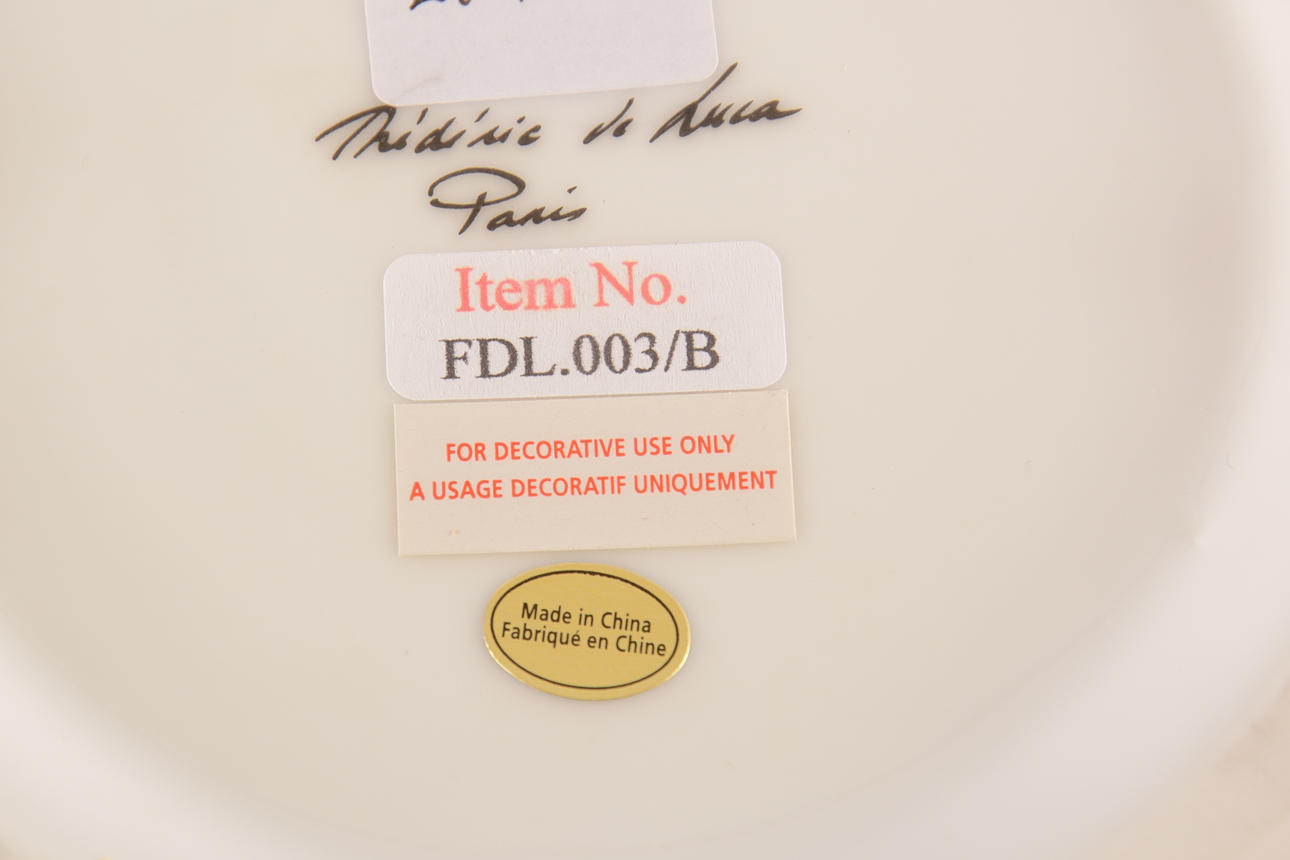 Frédéric de Luca
Paris
Item No.
FDL.003/B
FOR DECORATIVE USE ONLY
A USAGE DECORATIF UNIQUEMENT
Made in China
Fabriqué en Chine